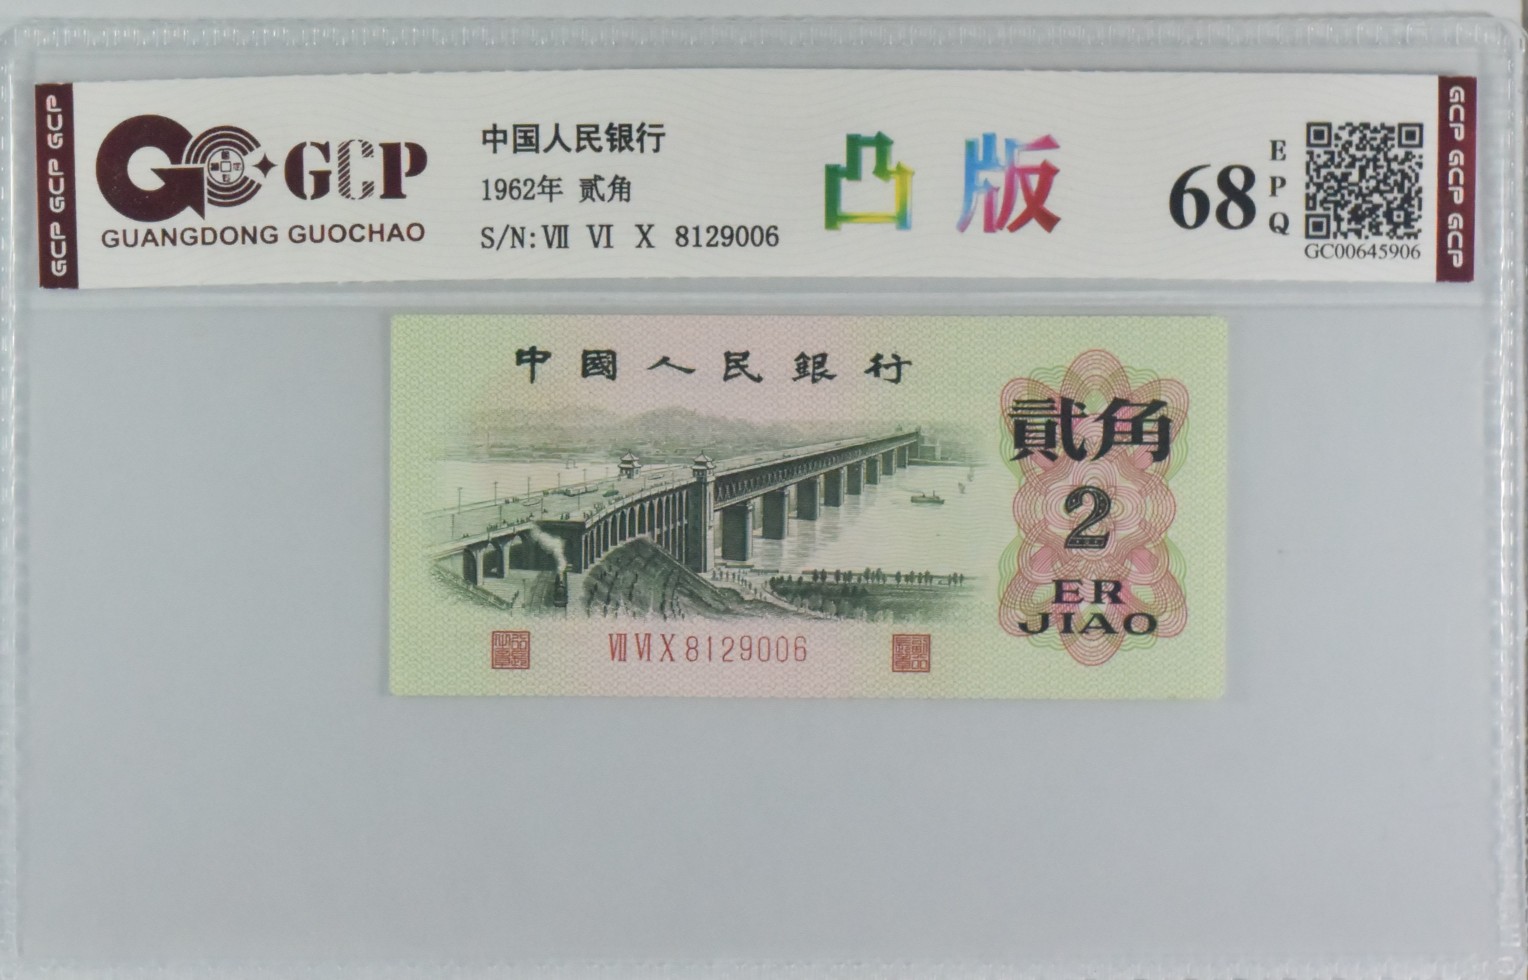 GCP GCP GCP
GCP
GUANGDONG GUOCHAO
中国人民银行
1962年 贰角
S/N:Ⅶ Ⅵ Ⅹ 8129006
凸版
68
EPQ
GC00645906
GCP GCP GCP
中國人民銀行
貳角
2
ER
JIAO
ⅦⅥⅩ8129006